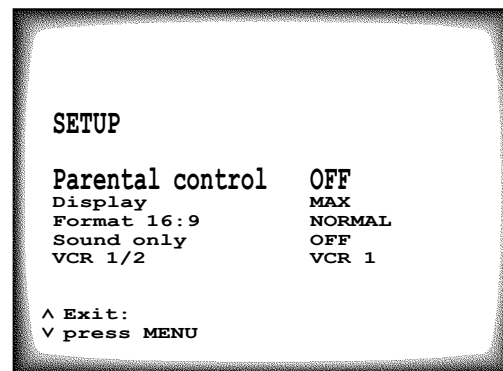 SETUP
Parental control OFF
Display MAX
Format 16:9 NORMAL
Sound only OFF
VCR 1/2 VCR 1
∧ Exit:
∨ press MENU